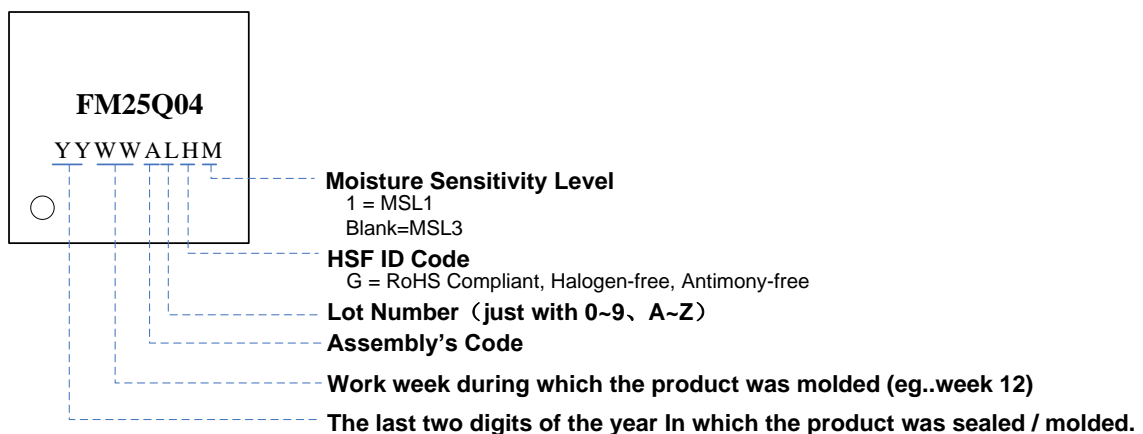 FM25Q04
YYWWALHM
Moisture Sensitivity Level
1 = MSL1
Blank=MSL3
HSF ID Code
G = RoHS Compliant, Halogen-free, Antimony-free
Lot Number（just with 0~9、A~Z）
Assembly's Code
Work week during which the product was molded (eg..week 12)
The last two digits of the year In which the product was sealed / molded.